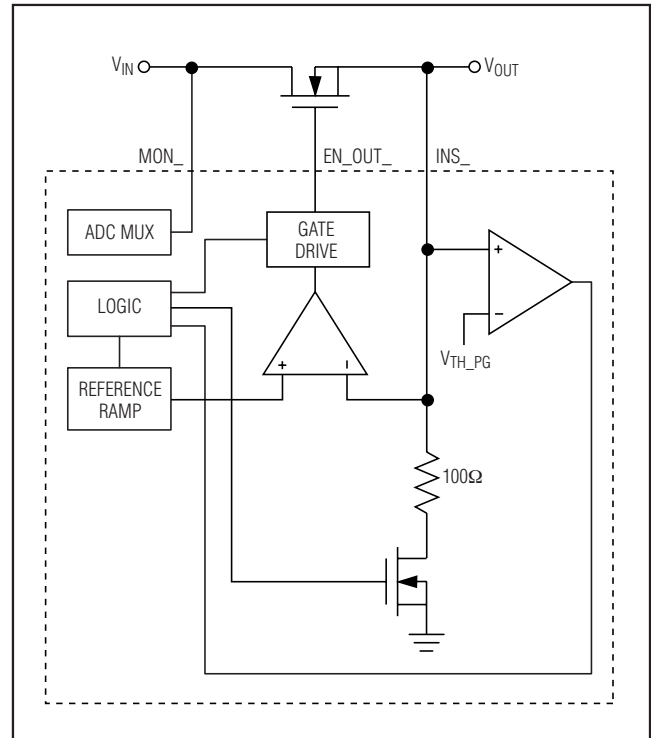 VIN VOUT
MON_ EN_OUT_ INS_
ADC MUX
GATE
DRIVE
LOGIC
+
−
VTH_PG
+ −
REFERENCE
RAMP
100Ω